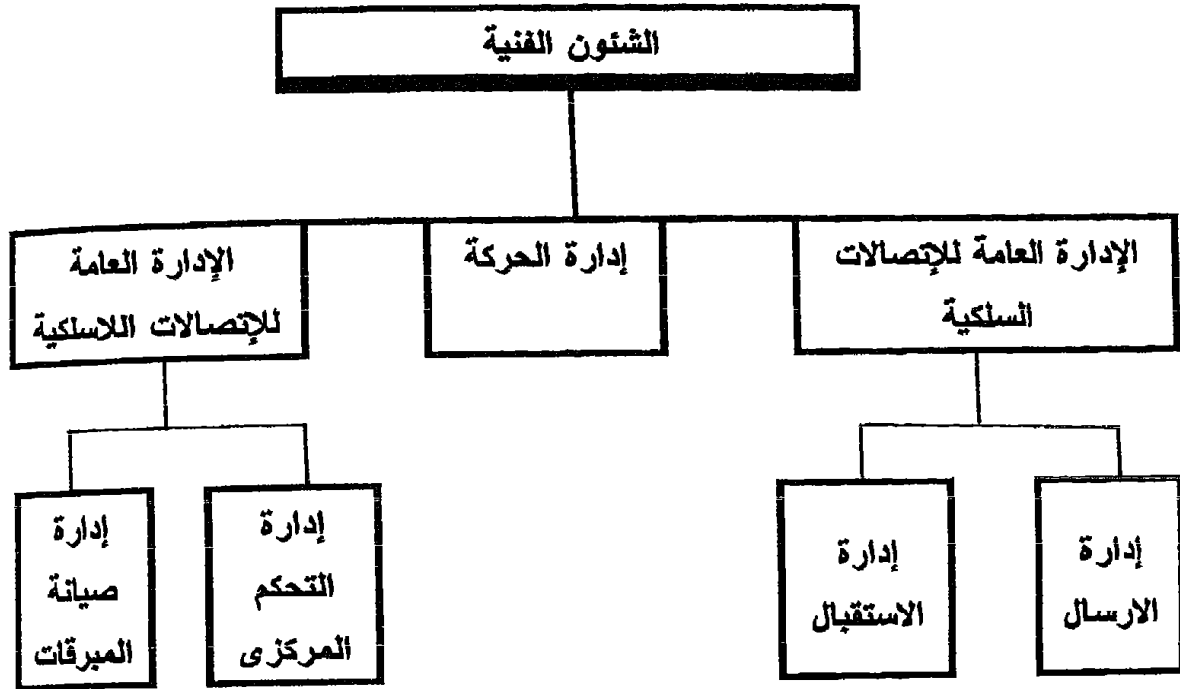 الشئون الفنية
الإدارة العامة للإتصالات
السلكية
إدارة الحركة
الإدارة العامة
للإتصالات اللاسلكية
إدارة
الارسال
إدارة
الاستقبال
إدارة
التحكم
المركزى
إدارة
صيانة
المبرقات